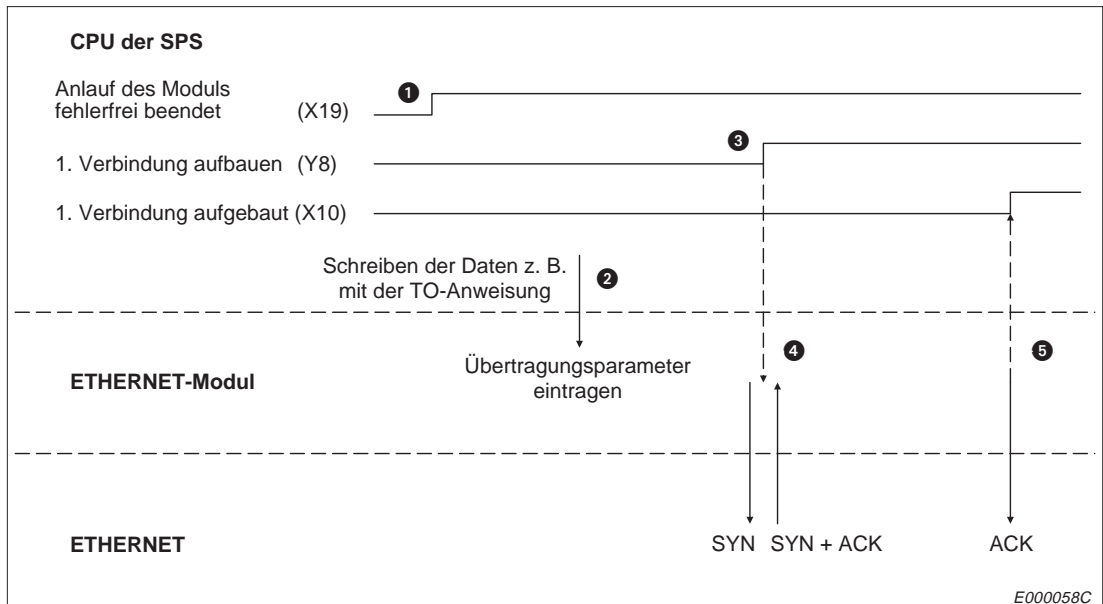 CPU der SPS
Anlauf des Moduls
fehlerfrei beendet (X19)
1
3
1. Verbindung aufbauen (Y8)
1. Verbindung aufgebaut (X10)
Schreiben der Daten z. B.
mit der TO-Anweisung
2
4
5
Übertragungsparameter
eintragen
ETHERNET-Modul
ETHERNET
SYN SYN + ACK ACK
E000058C